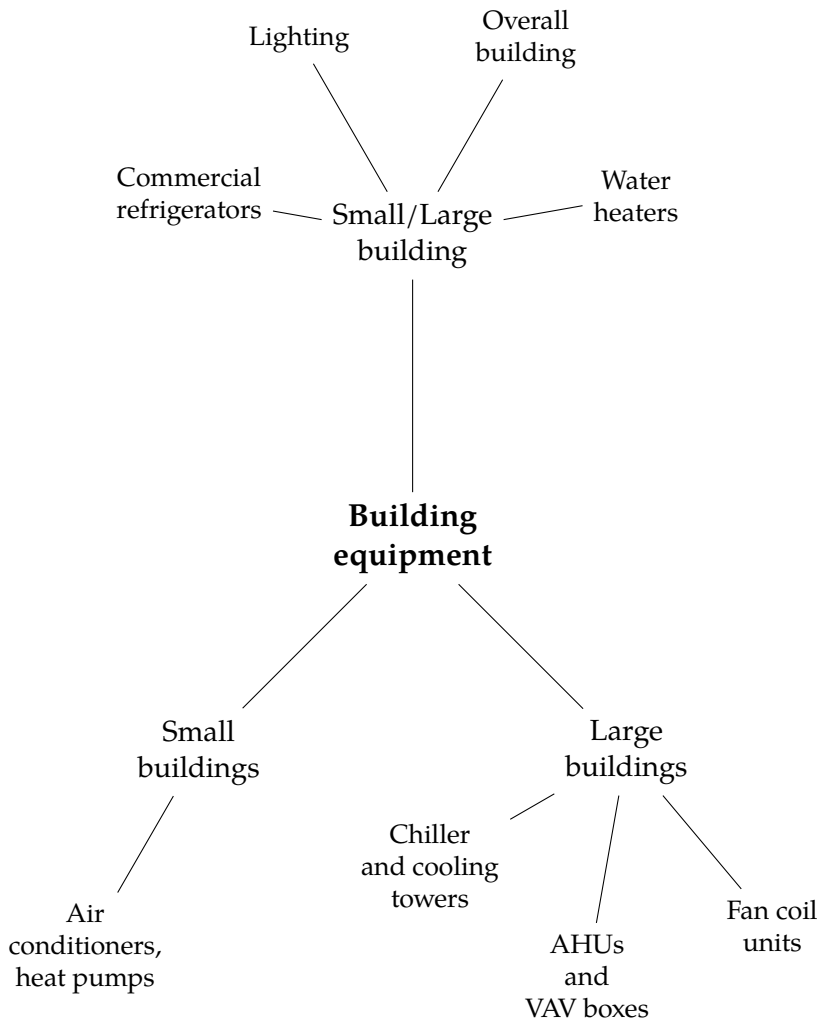 Lighting
Overall
building
Commercial
refrigerators
Small/Large
building
Water
heaters
Building
equipment
Small
buildings
Large
buildings
Air
conditioners,
heat pumps
Chiller
and cooling
towers
AHUs
and
VAV boxes
Fan coil
units